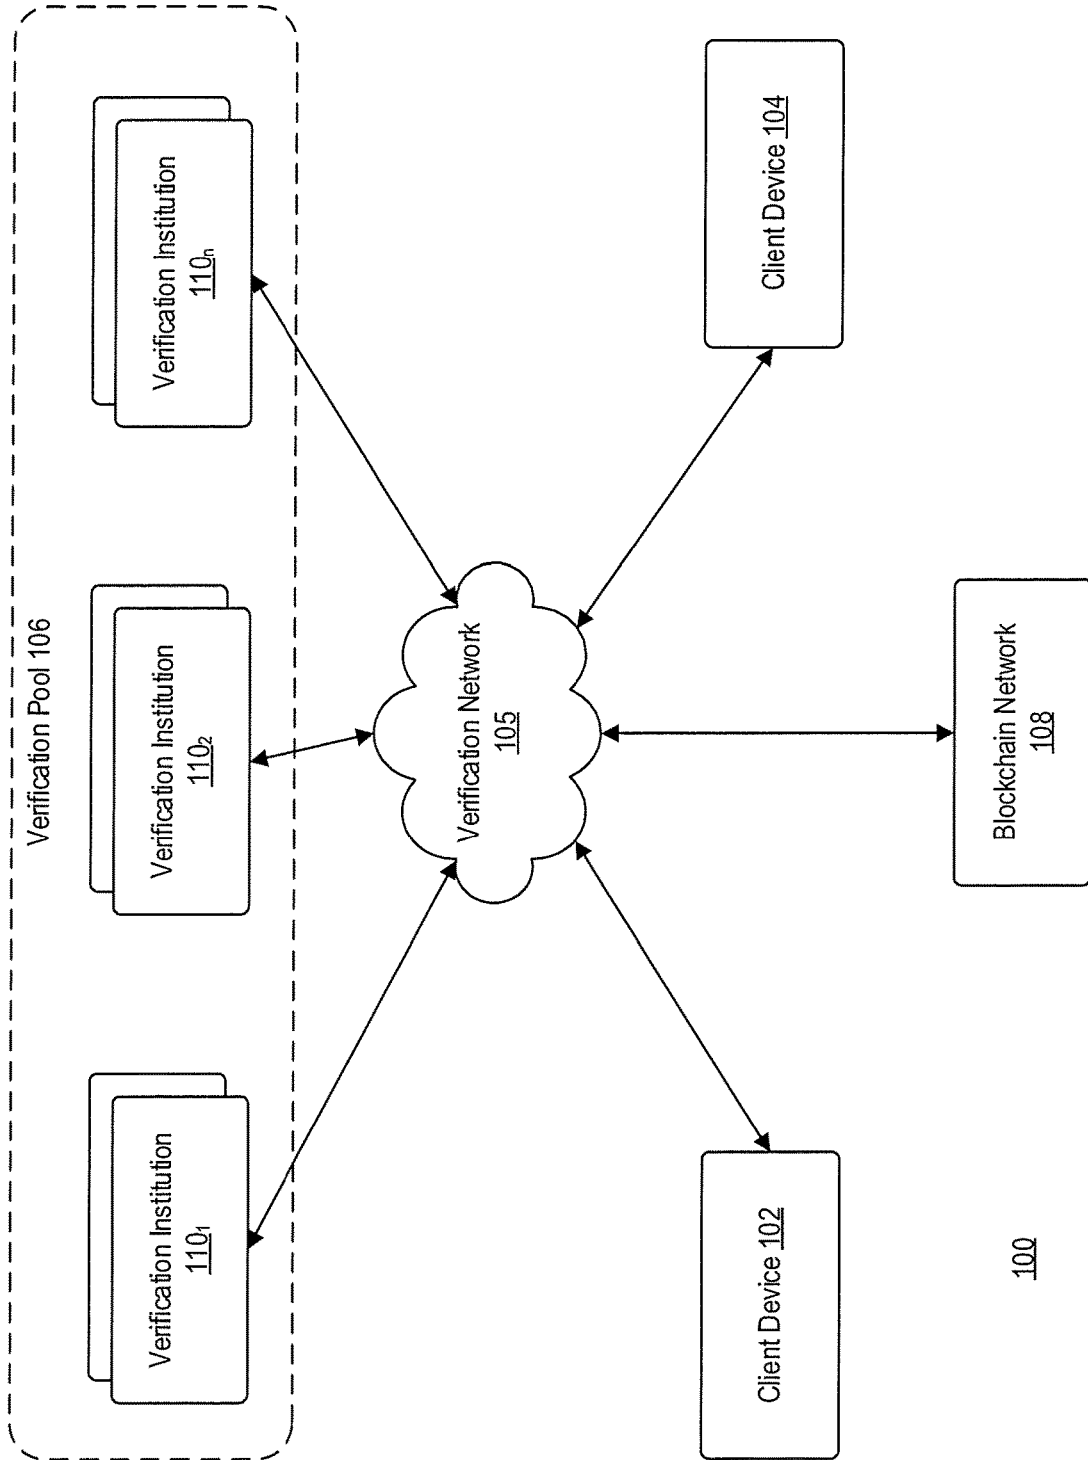 Verification Pool 106
Verification Institution
110₁
Verification Institution
110₂
Verification Institution
110ₙ
Verification Network
105
Client Device 102
Client Device 104
Blockchain Network
108
100